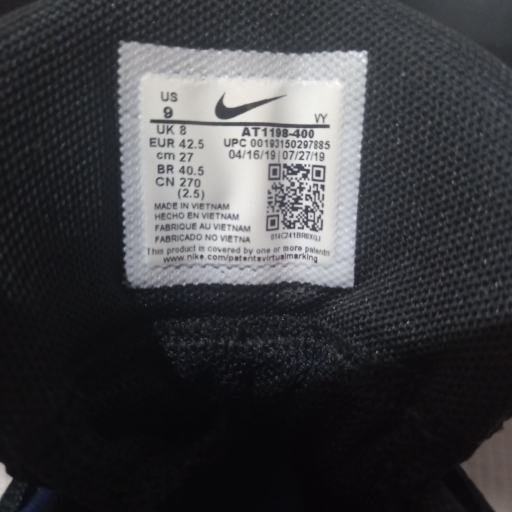 US
9
VY
UK 8
AT1198-400
EUR 42.5
UPC 00193150297885
cm 27
04/16/19 | 07/27/19
BR 40.5
CN 270
(2.5)
MADE IN VIETNAM
HECHO EN VIETNAM
FABRIQUE AU VIETNAM
FABRICADO NO VIETNA
This product is covered by one or more patents
www.nike.com/patentsvirtualmarking